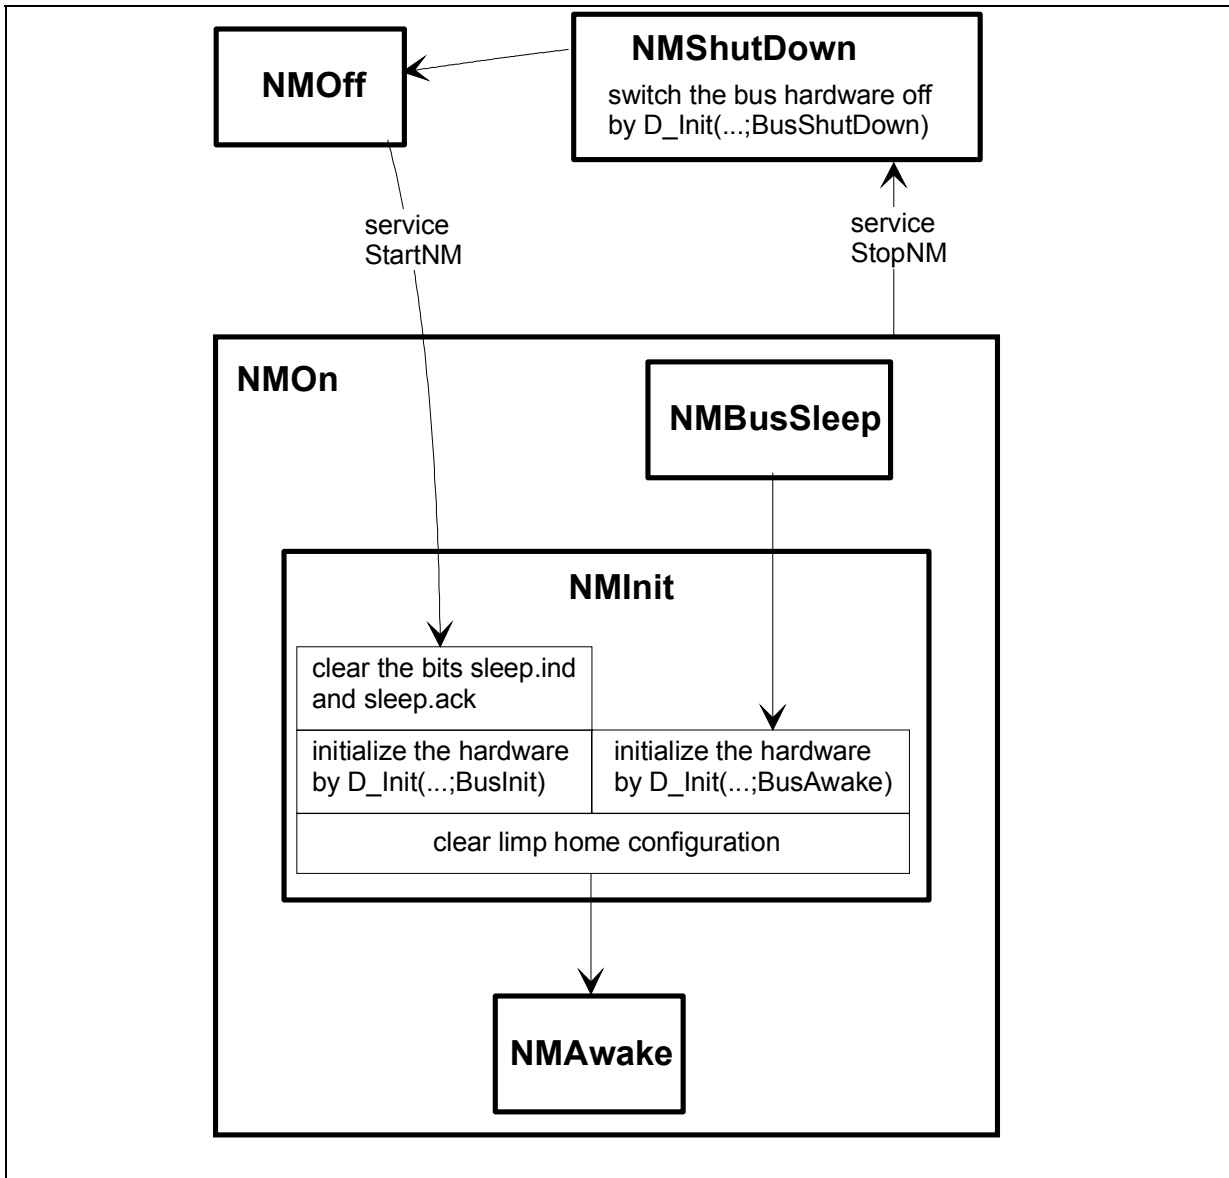 NMOff
NMShutDown
switch the bus hardware off
by D_Init(...;BusShutDown)
service
StartNM
service
StopNM
NMOn
NMBusSleep
NMInit
clear the bits sleep.ind
and sleep.ack
initialize the hardware
by D_Init(...;BusInit)
initialize the hardware
by D_Init(...;BusAwake)
clear limp home configuration
NMAwake